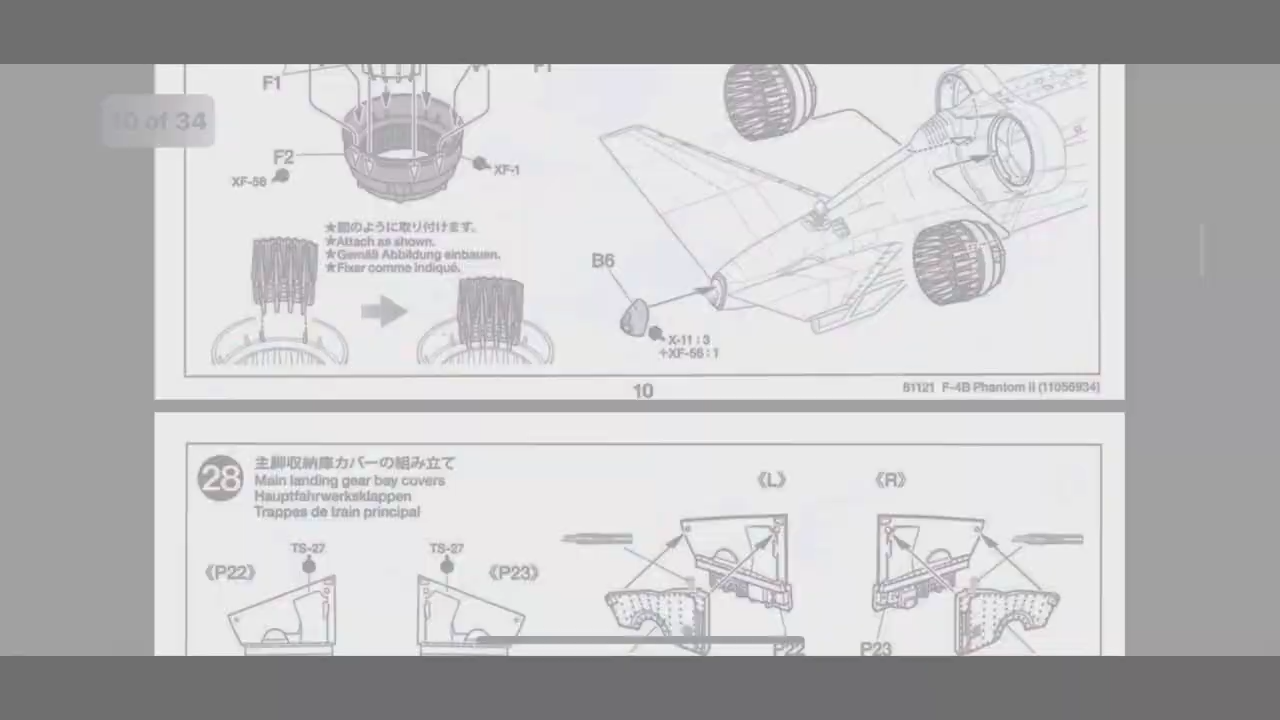 F1
F1
10 of 34
F2
XF-56
XF-1
★図のように取り付けます。
★Attach as shown.
★Gemäß Abbildung einbauen.
★Fixer comme indiqué.
B6
X-11 : 3
+XF-56 : 1
10
61121 F-4B Phantom II (11056934)
28
主脚収納庫カバーの組み立て
Main landing gear bay covers
Hauptfahrwerksklappen
Trappes de train principal
《L》
《R》
TS-27
TS-27
《P22》
《P23》
P22
P23